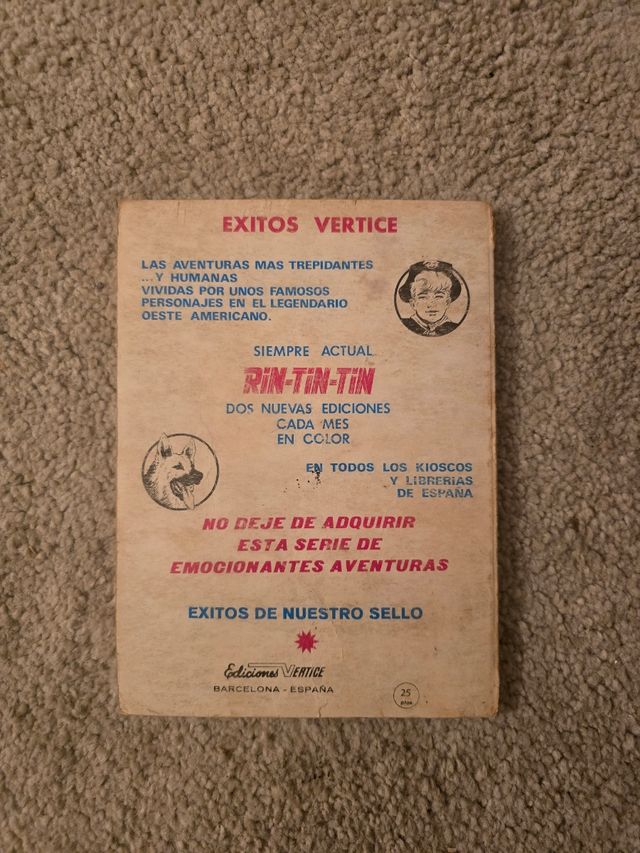 EXITOS VERTICE
LAS AVENTURAS MAS TREPIDANTES
...Y HUMANAS
VIVIDAS POR UNOS FAMOSOS
PERSONAJES EN EL LEGENDARIO
OESTE AMERICANO.
SIEMPRE ACTUAL
RIN-TIN-TIN
DOS NUEVAS EDICIONES
CADA MES
EN COLOR
EN TODOS LOS KIOSCOS
Y LIBRERIAS
DE ESPAÑA
NO DEJE DE ADQUIRIR
ESTA SERIE DE
EMOCIONANTES AVENTURAS
EXITOS DE NUESTRO SELLO
Ediciones VERTICE
BARCELONA - ESPAÑA
25
ptas